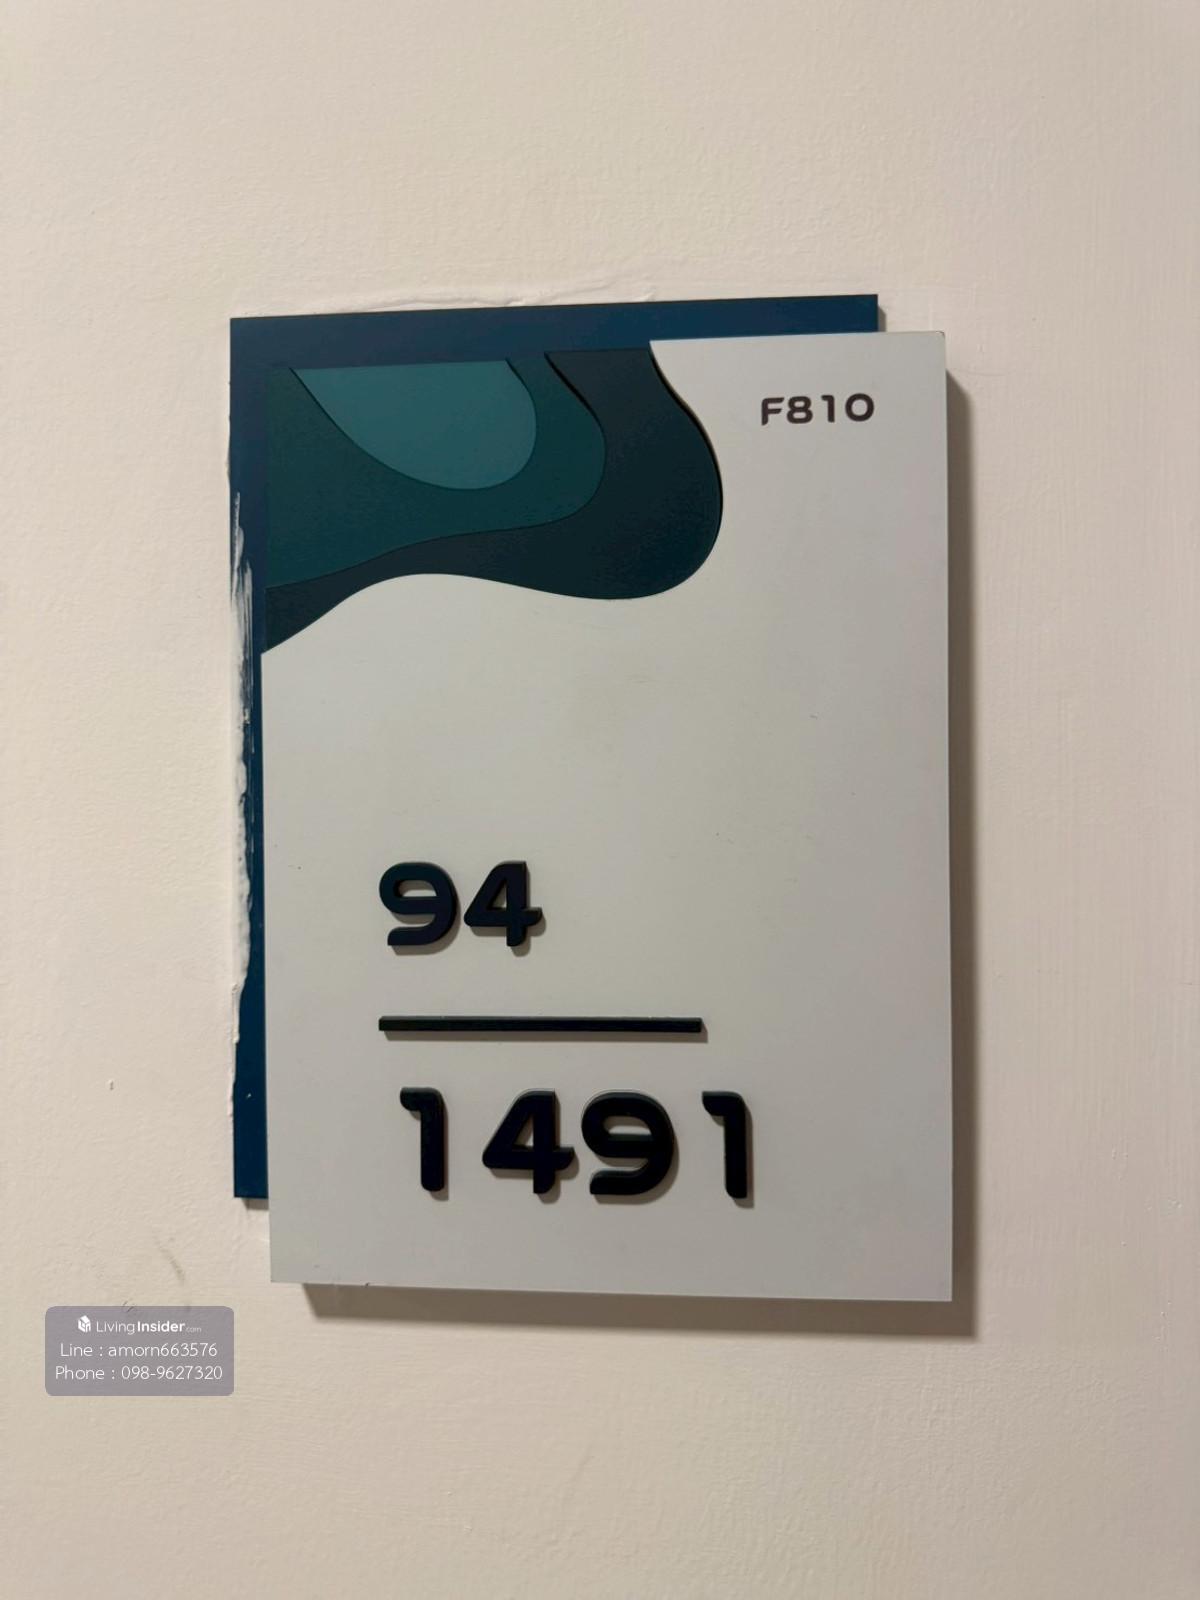 F810
94
1491
LivingInsider.com
Line : amorn663576
Phone : 098-9627320